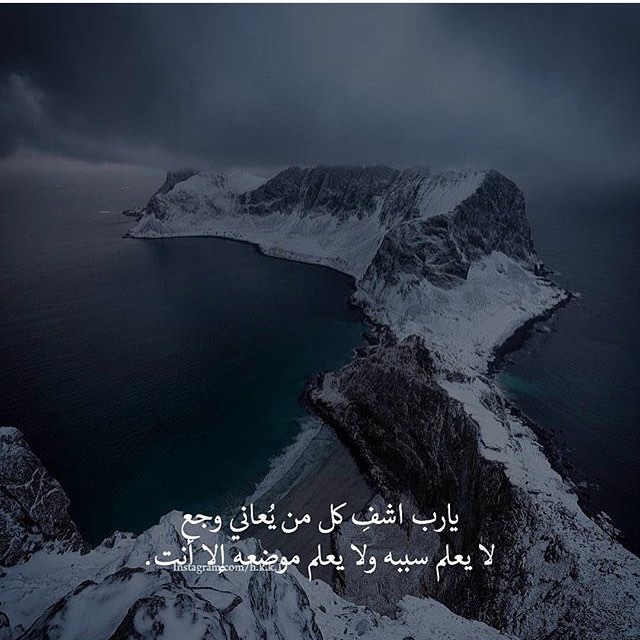 يارب اشفِ كل من يُعاني وجع
لا يعلم سببه ولا يعلم موضعه إلا أنت.
Instagram.com/h.k.k